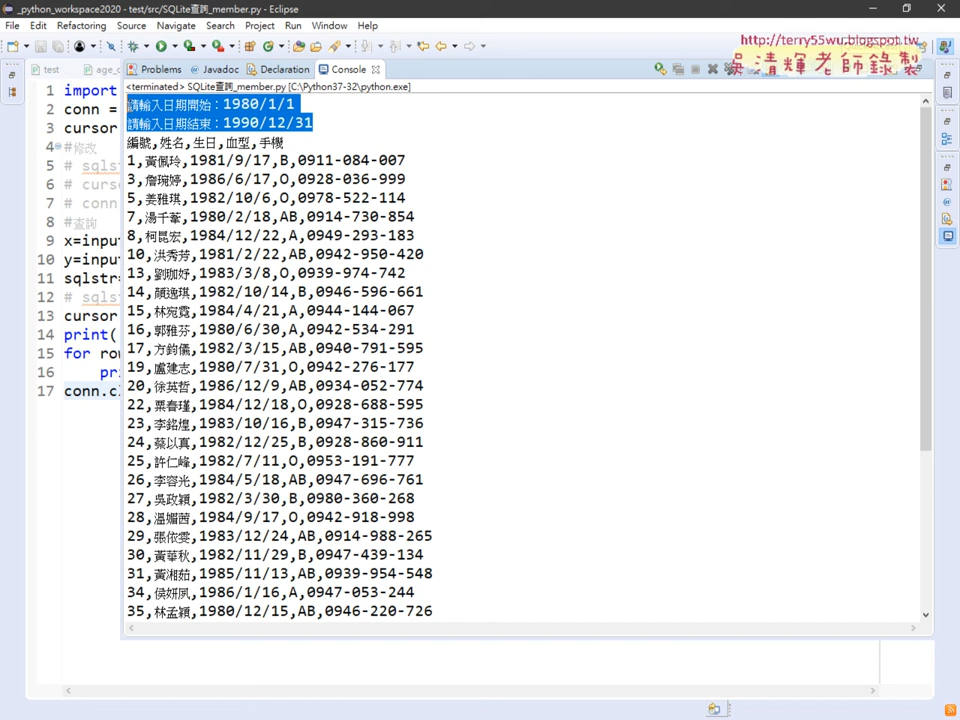 _python_workspace2020 - test/src/SQLite查詢_member.py - Eclipse
File Edit Refactoring Source Navigate Search Project Run Window Help
http://terry55wu.blogspot.tw
吳清輝老師錄製
test
age_
Problems
Javadoc
Declaration
Console
<terminated> SQLite查詢_member.py [C:\Python37-32\python.exe]
1 import
2 conn =
3 cursor
4 #修改
5 # sqlst
6 # curso
7 # conn
8 #查詢
9 x=input
10 y=input
11 sqlstr=
12 # sqls
13 cursor
14 print(
15 for row
16 pri
17 conn.cl
請輸入日期開始：1980/1/1
請輸入日期結束：1990/12/31
編號,姓名,生日,血型,手機
1,黃佩玲,1981/9/17,B,0911-084-007
3,詹琬婷,1986/6/17,O,0928-036-999
5,姜雅琪,1982/10/6,O,0978-522-114
7,湯千葦,1980/2/18,AB,0914-730-854
8,柯昆宏,1984/12/22,A,0949-293-183
10,洪秀芬,1981/2/22,AB,0942-950-420
13,劉珈妤,1983/3/8,O,0939-974-742
14,顏逸琪,1982/10/14,B,0946-596-661
15,林宛霓,1984/4/21,A,0944-144-067
16,郭雅芬,1980/6/30,A,0942-534-291
17,方鈞儀,1982/3/15,AB,0940-791-595
19,盧建志,1980/7/31,O,0942-276-177
20,徐英哲,1986/12/9,AB,0934-052-774
22,粟春瑾,1984/12/18,O,0928-688-595
23,李銘煌,1983/10/16,B,0947-315-736
24,蔡以真,1982/12/25,B,0928-860-911
25,許仁峰,1982/7/11,O,0953-191-777
26,李容光,1984/5/18,AB,0947-696-761
27,吳政穎,1982/3/30,B,0980-360-268
28,溫媚茜,1984/9/17,O,0942-918-998
29,張依雯,1983/12/24,AB,0914-988-265
30,黃華秋,1982/11/29,B,0947-439-134
31,黃湘茹,1985/11/13,AB,0939-954-548
34,侯妍夙,1986/1/16,A,0947-053-244
35,林孟穎,1980/12/15,AB,0946-220-726